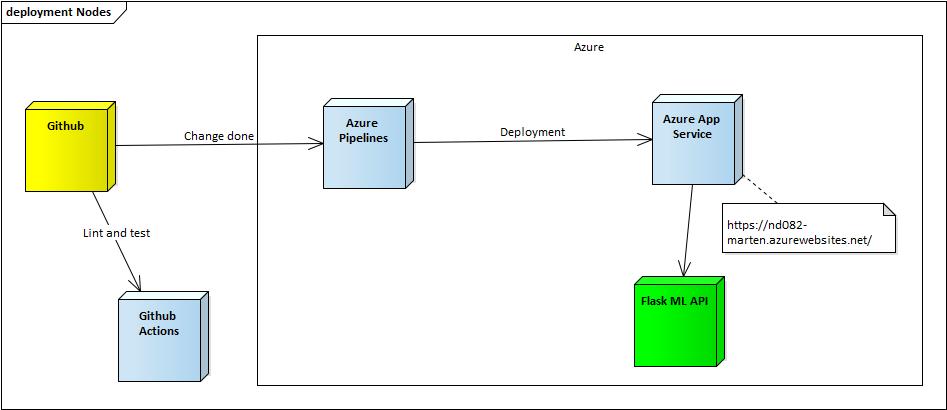 deployment Nodes
Azure
Github
Change done
Azure
Pipelines
Deployment
Azure App
Service
https://nd082-
marten.azurewebsites.net/
Lint and test
Github
Actions
Flask ML API